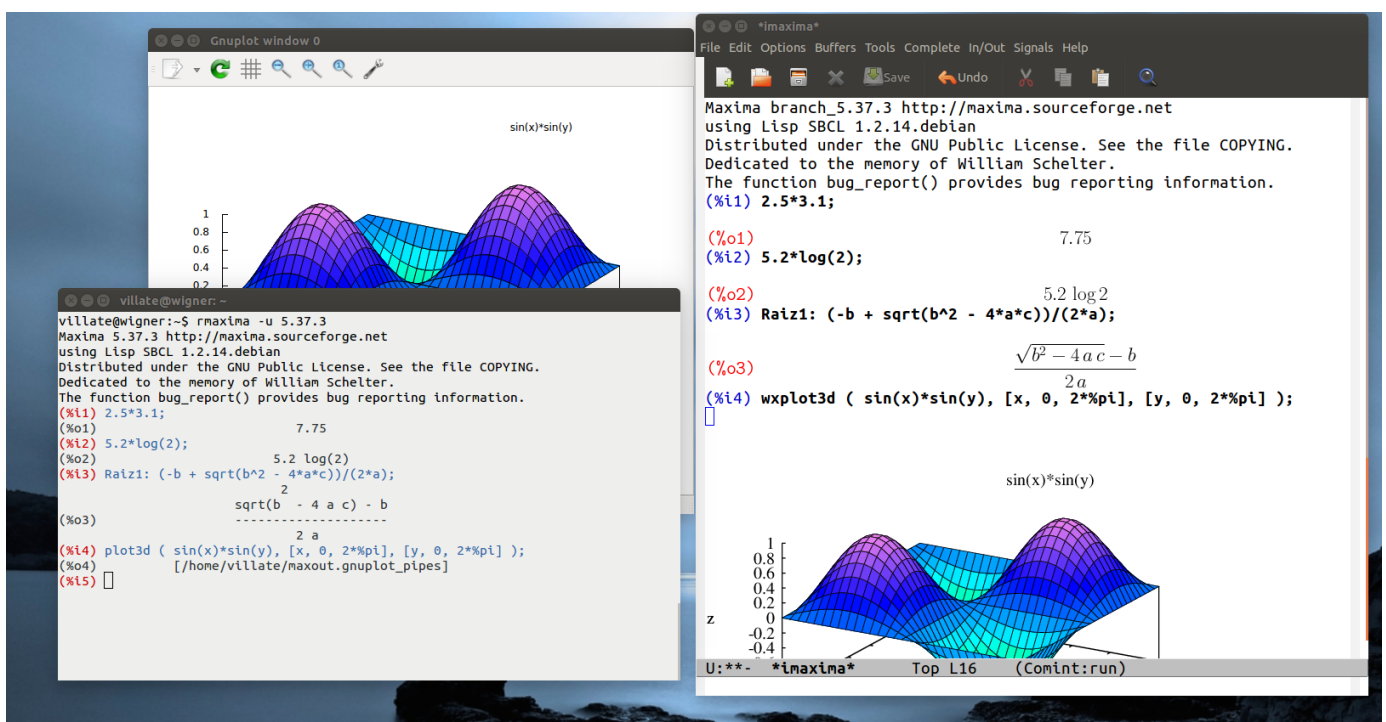 Gnuplot window 0
sin(x)*sin(y)
1
0.8
0.6
0.4
0.2
villate@wigner: ~
villate@wigner:~$ rmaxima -u 5.37.3
Maxima 5.37.3 http://maxima.sourceforge.net
using Lisp SBCL 1.2.14.debian
Distributed under the GNU Public License. See the file COPYING.
Dedicated to the memory of William Schelter.
The function bug_report() provides bug reporting information.
(%i1) 2.5*3.1;
(%o1) 7.75
(%i2) 5.2*log(2);
(%o2) 5.2 log(2)
(%i3) Raiz1: (-b + sqrt(b^2 - 4*a*c))/(2*a);
2
sqrt(b  - 4 a c) - b
(%o3) --------------------
2 a
(%i4) plot3d ( sin(x)*sin(y), [x, 0, 2*%pi], [y, 0, 2*%pi] );
(%o4) [/home/villate/maxout.gnuplot_pipes]
(%i5)
*imaxima*
File Edit Options Buffers Tools Complete In/Out Signals Help
Save Undo
Maxima branch_5.37.3 http://maxima.sourceforge.net
using Lisp SBCL 1.2.14.debian
Distributed under the GNU Public License. See the file COPYING.
Dedicated to the memory of William Schelter.
The function bug_report() provides bug reporting information.
(%i1) 2.5*3.1;
(%o1) 7.75
(%i2) 5.2*log(2);
(%o2) 5.2 log 2
(%i3) Raiz1: (-b + sqrt(b^2 - 4*a*c))/(2*a);
√b² − 4 a c − b
(%o3)
2 a
(%i4) wxplot3d ( sin(x)*sin(y), [x, 0, 2*%pi], [y, 0, 2*%pi] );
sin(x)*sin(y)
1
0.8
0.6
0.4
0.2
z 0
-0.2
-0.4
U:**-  *imaxima*  Top L16  (Comint:run)